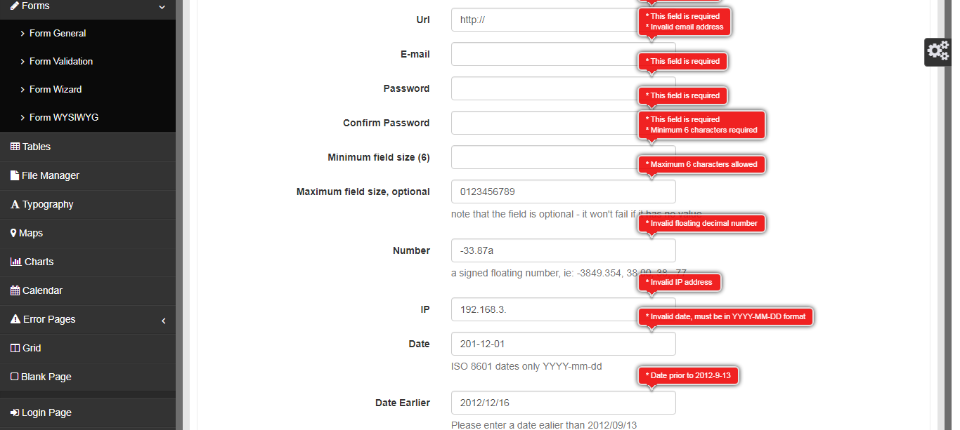 Forms
Form General
Form Validation
Form Wizard
Form WYSIWYG
Tables
File Manager
Typography
Maps
Charts
Calendar
Error Pages
Grid
Blank Page
Login Page
Url
http://
* This field is required
* Invalid email address
E-mail
* This field is required
Password
* This field is required
Confirm Password
* This field is required
* Minimum 6 characters required
Minimum field size (6)
* Maximum 6 characters allowed
Maximum field size, optional
0123456789
note that the field is optional - it won't fail if it has no value
* Invalid floating decimal number
Number
-33.87a
a signed floating number, ie: -3849.354, 38.00, 38, .77
* Invalid IP address
IP
192.168.3.
* Invalid date, must be in YYYY-MM-DD format
Date
201-12-01
ISO 8601 dates only YYYY-mm-dd
* Date prior to 2012-9-13
Date Earlier
2012/12/16
Please enter a date ealier than 2012/09/13